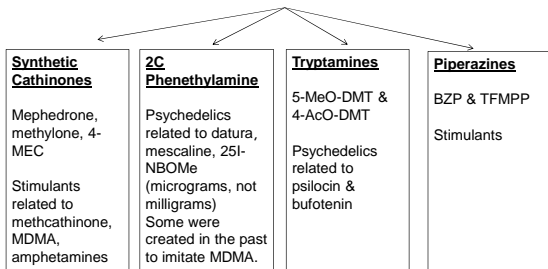 Synthetic
Cathinones
Mephedrone,
methylone, 4-
MEC
Stimulants
related to
methcathinone,
MDMA,
amphetamines
2C
Phenethylamine
Psychedelics
related to datura,
mescaline, 25I-
NBOMe
(micrograms, not
milligrams)
Some were
created in the past
to imitate MDMA.
Tryptamines
5-MeO-DMT &
4-AcO-DMT
Psychedelics
related to
psilocin &
bufotenin
Piperazines
BZP & TFMPP
Stimulants